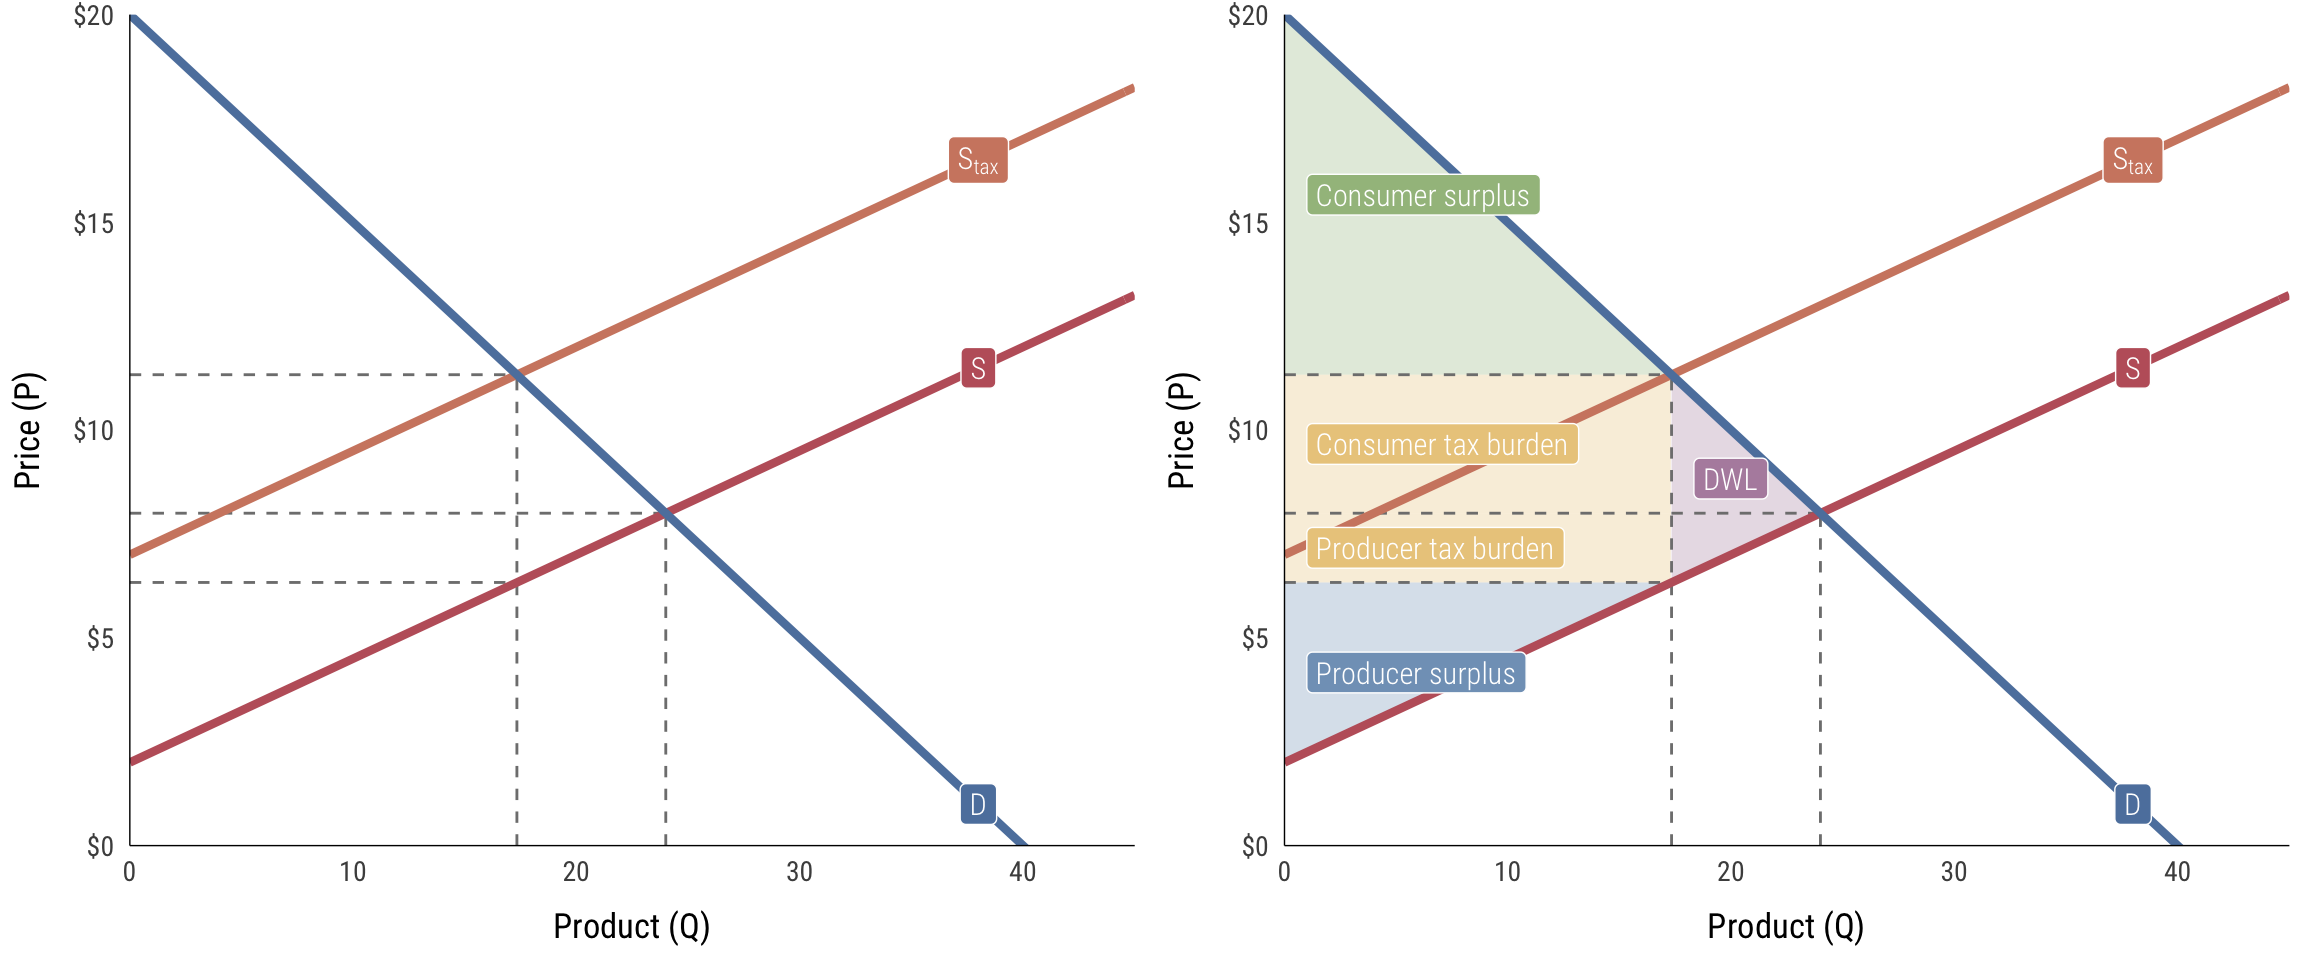 $20
$15
$10
$5
$0
0 10 20 30 40
Price (P)
Product (Q)
Stax
S
D
$20
$15
$10
$5
$0
0 10 20 30 40
Price (P)
Product (Q)
Stax
S
D
Consumer surplus
Consumer tax burden
DWL
Producer tax burden
Producer surplus